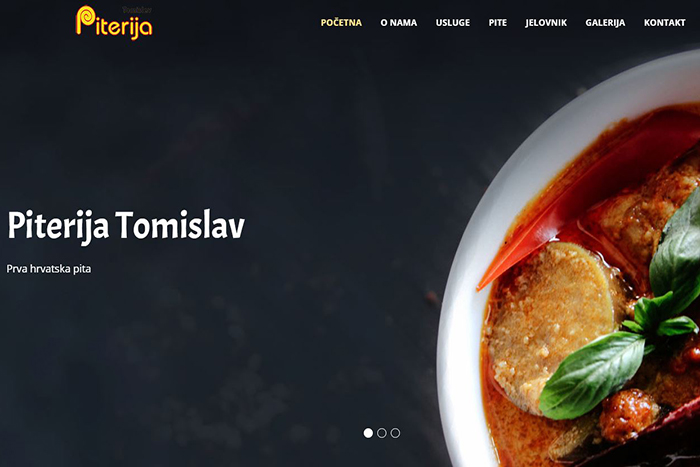 Tomislav
Piterija
POČETNA O NAMA USLUGE PITE JELOVNIK GALERIJA KONTAKT
Piterija Tomislav
Prva hrvatska pita